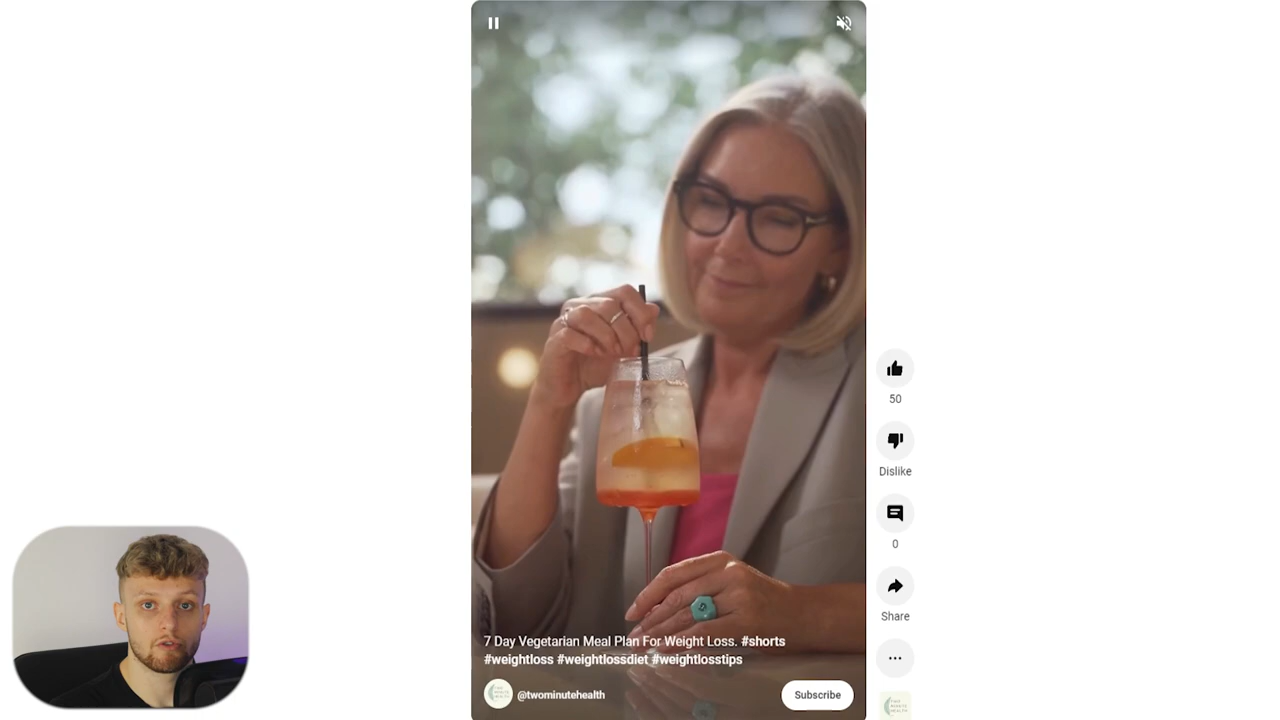 50
Dislike
0
Share
7 Day Vegetarian Meal Plan For Weight Loss. #shorts
#weightloss #weightlossdiet #weightlosstips
@twominutehealth
Subscribe